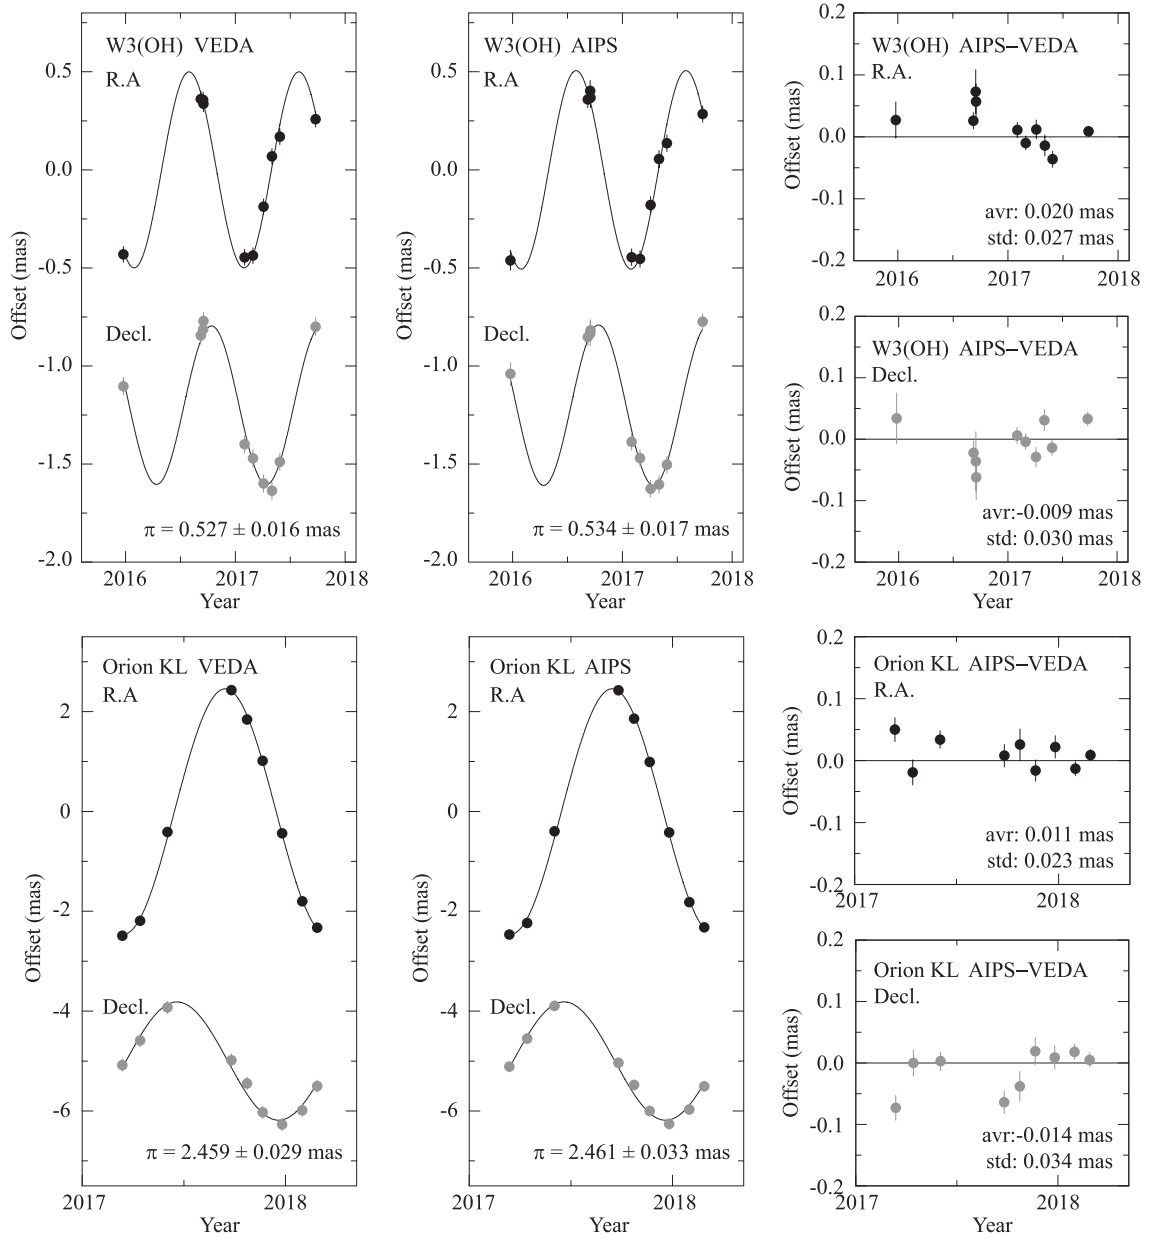 W3(OH) VEDA
R.A
Decl.
π = 0.527 ± 0.016 mas
Offset (mas)
0.5
0.0
-0.5
-1.0
-1.5
-2.0
2016
2017
2018
Year
W3(OH) AIPS
R.A
Decl.
π = 0.534 ± 0.017 mas
Offset (mas)
0.5
0.0
-0.5
-1.0
-1.5
-2.0
2016
2017
2018
Year
W3(OH) AIPS–VEDA
R.A.
avr: 0.020 mas
std: 0.027 mas
Offset (mas)
0.2
0.1
0.0
-0.1
-0.2
2016
2017
2018
W3(OH) AIPS–VEDA
Decl.
avr:-0.009 mas
std: 0.030 mas
Offset (mas)
0.2
0.1
0.0
-0.1
-0.2
2016
2017
2018
Year
Orion KL VEDA
R.A
Decl.
π = 2.459 ± 0.029 mas
Offset (mas)
2
0
-2
-4
-6
2017
2018
Year
Orion KL AIPS
R.A
Decl.
π = 2.461 ± 0.033 mas
Offset (mas)
2
0
-2
-4
-6
2017
2018
Year
Orion KL AIPS–VEDA
R.A.
avr: 0.011 mas
std: 0.023 mas
Offset (mas)
0.2
0.1
0.0
-0.1
-0.2
2017
2018
Orion KL AIPS–VEDA
Decl.
avr:-0.014 mas
std: 0.034 mas
Offset (mas)
0.2
0.1
0.0
-0.1
-0.2
2017
2018
Year